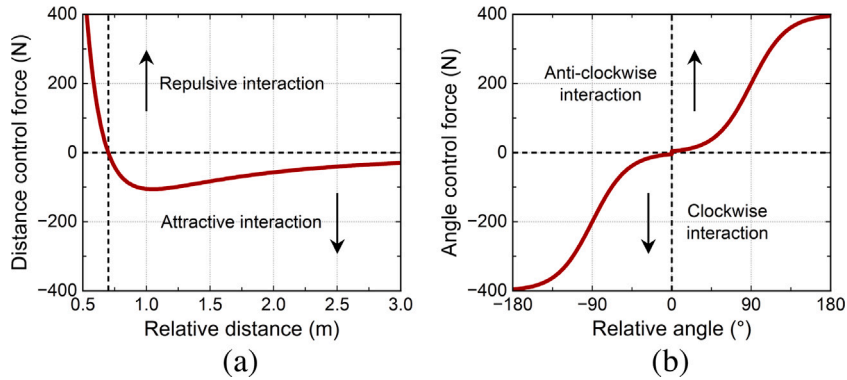 Distance control force (N)
400
200
0
−200
−400
Repulsive interaction
Attractive interaction
0.5 1.0 1.5 2.0 2.5 3.0
Relative distance (m)
(a)
Angle control force (N)
400
200
0
−200
−400
Anti-clockwise
interaction
Clockwise
interaction
−180 −90 0 90 180
Relative angle (°)
(b)